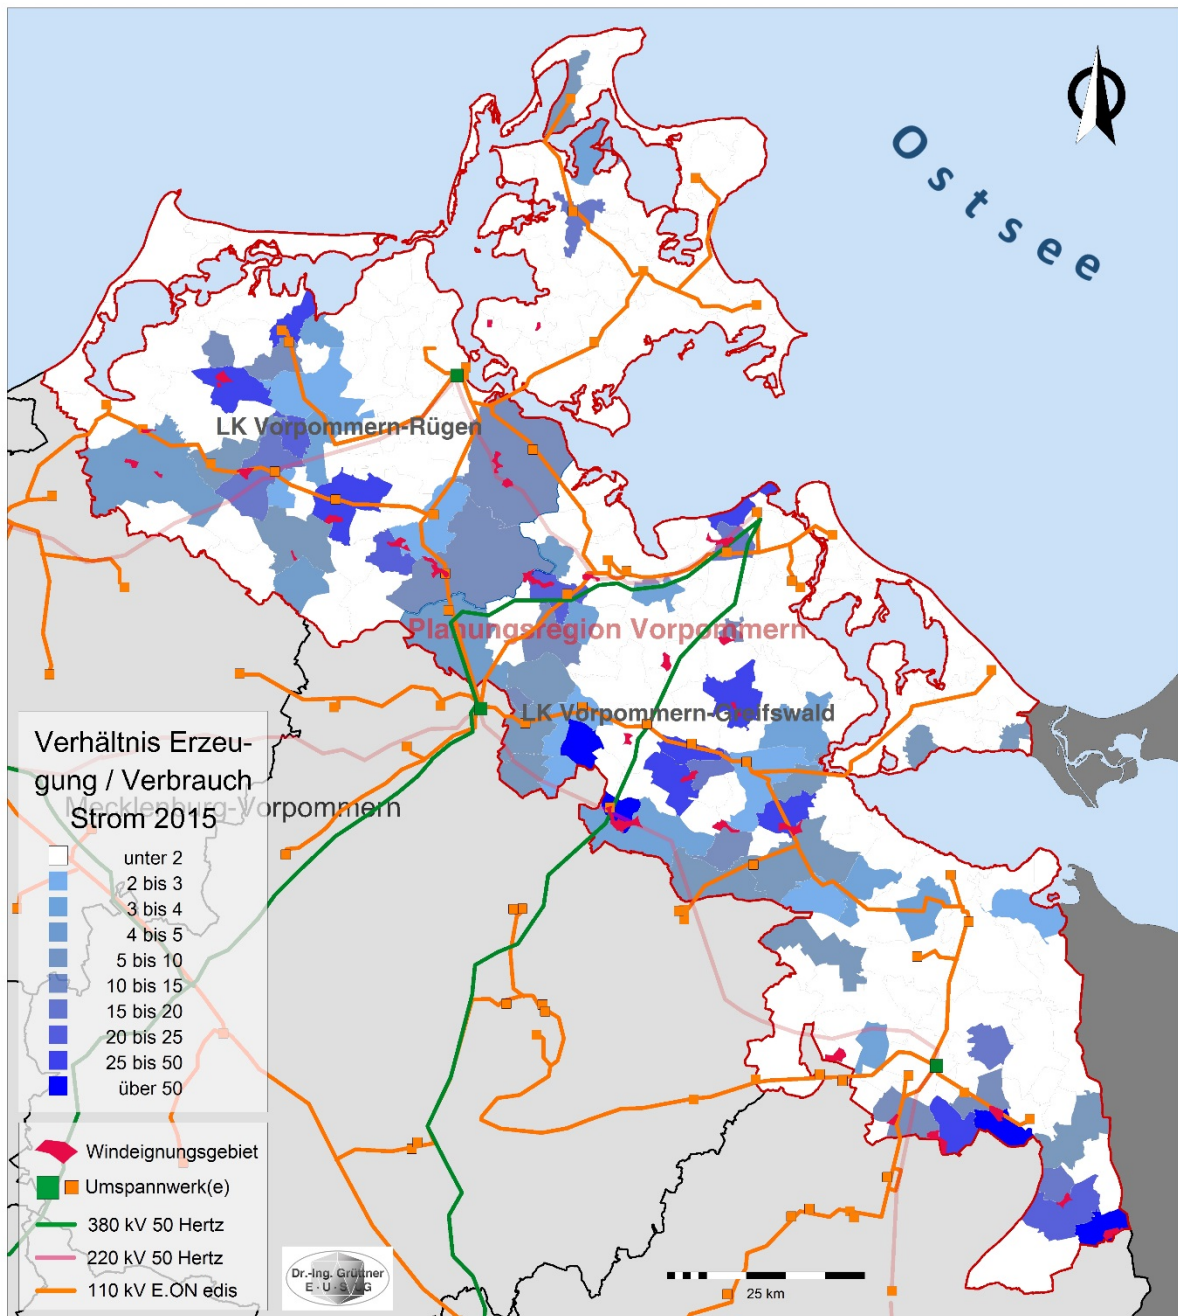 Ostsee
LK Vorpommern-Rügen
Planungsregion Vorpommern
LK Vorpommern-Greifswald
Mecklenburg-Vorpommern
Verhältnis Erzeu-
gung / Verbrauch
Strom 2015
unter 2
2 bis 3
3 bis 4
4 bis 5
5 bis 10
10 bis 15
15 bis 20
20 bis 25
25 bis 50
über 50
Windeignungsgebiet
Umspannwerk(e)
380 kV 50 Hertz
220 kV 50 Hertz
110 kV E.ON edis
Dr.-Ing. Grüttner
E·U·S G
25 km